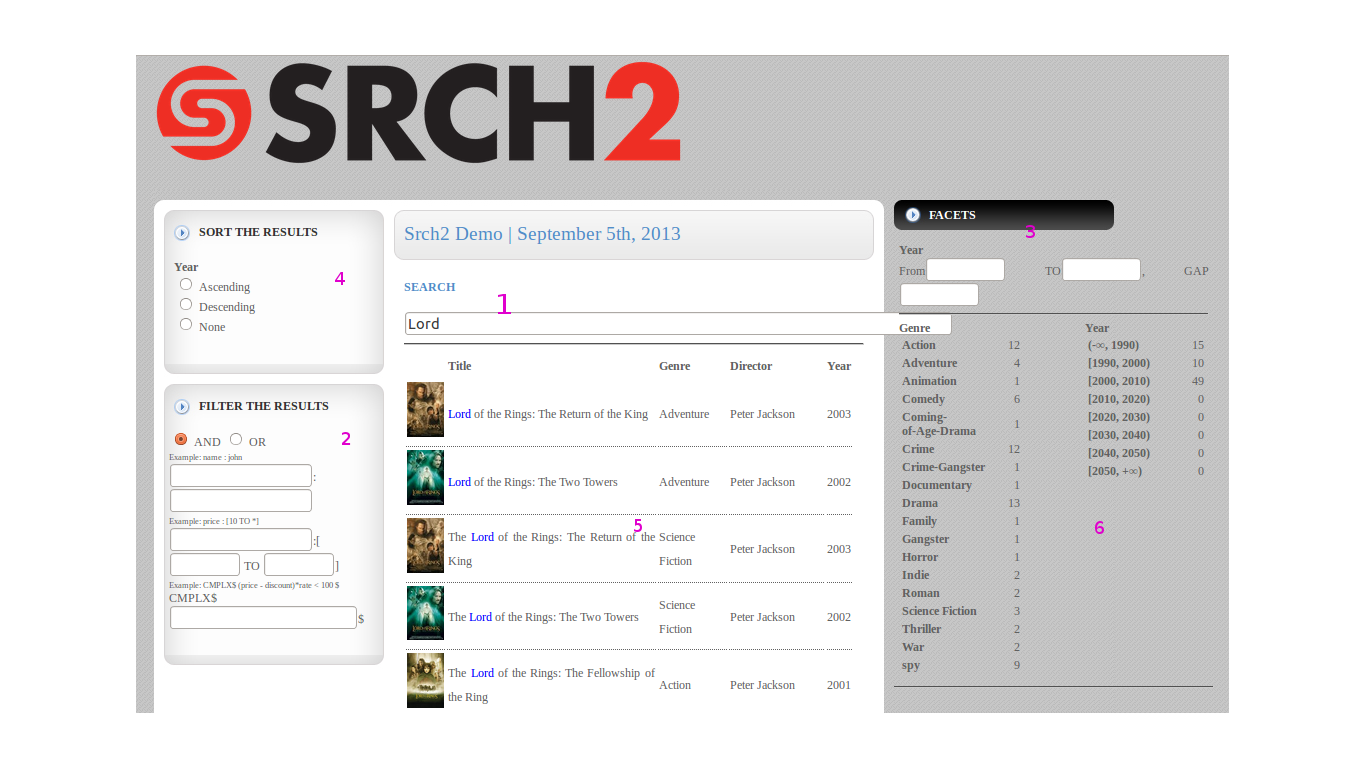 SRCH2
SORT THE RESULTS
Year
4
Ascending
Descending
None
FILTER THE RESULTS
AND OR
2
Example: name : john
:
Example: price : [10 TO *]
:[
TO ]
Example: CMPLX$ (price - discount)*rate < 100 $
CMPLX$
$
Srch2 Demo | September 5th, 2013
SEARCH
1
Lord
Title Genre Director Year
Lord of the Rings: The Return of the King Adventure Peter Jackson 2003
Lord of the Rings: The Two Towers Adventure Peter Jackson 2002
5
The Lord of the Rings: The Return of the Science
King Fiction Peter Jackson 2003
The Lord of the Rings: The Two Towers Science
Fiction Peter Jackson 2002
The Lord of the Rings: The Fellowship of
the Ring Action Peter Jackson 2001
FACETS
3
Year
From TO , GAP
Genre Year
Action 12 (-∞, 1990) 15
Adventure 4 [1990, 2000) 10
Animation 1 [2000, 2010) 49
Comedy 6 [2010, 2020) 0
Coming- [2020, 2030) 0
of-Age-Drama 1 [2030, 2040) 0
Crime 12 [2040, 2050) 0
Crime-Gangster 1 [2050, +∞) 0
Documentary 1
Drama 13
Family 1
6
Gangster 1
Horror 1
Indie 2
Roman 2
Science Fiction 3
Thriller 2
War 2
spy 9